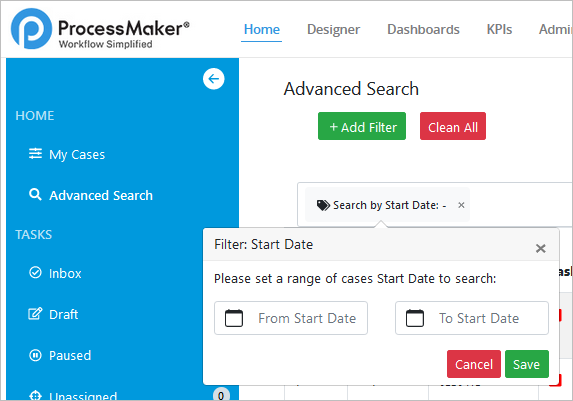 ProcessMaker®
Workflow Simplified
Home Designer Dashboards KPIs Admi
HOME
My Cases
Advanced Search
TASKS
Inbox
Draft
Paused
Unassigned 0
Advanced Search
+ Add Filter Clean All
Search by Start Date: - ×
Filter: Start Date ×
Please set a range of cases Start Date to search:
From Start Date To Start Date
Cancel Save